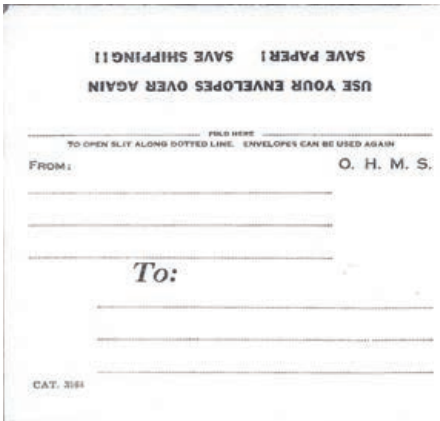 SAVE PAPER! SAVE SHIPPING!!
USE YOUR ENVELOPES OVER AGAIN
FOLD HERE
TO OPEN SLIT ALONG DOTTED LINE. ENVELOPES CAN BE USED AGAIN
FROM: O. H. M. S.
To:
CAT. 3164